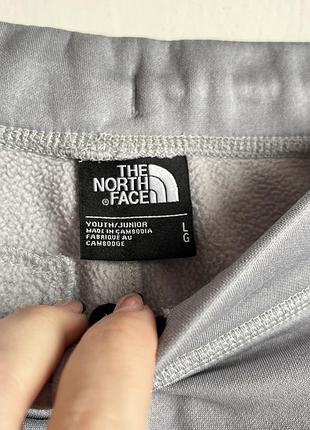 THE
NORTH
® FACE
YOUTH/JUNIOR
MADE IN CAMBODIA
FABRIQUÉ AU
CAMBODGE
L
G